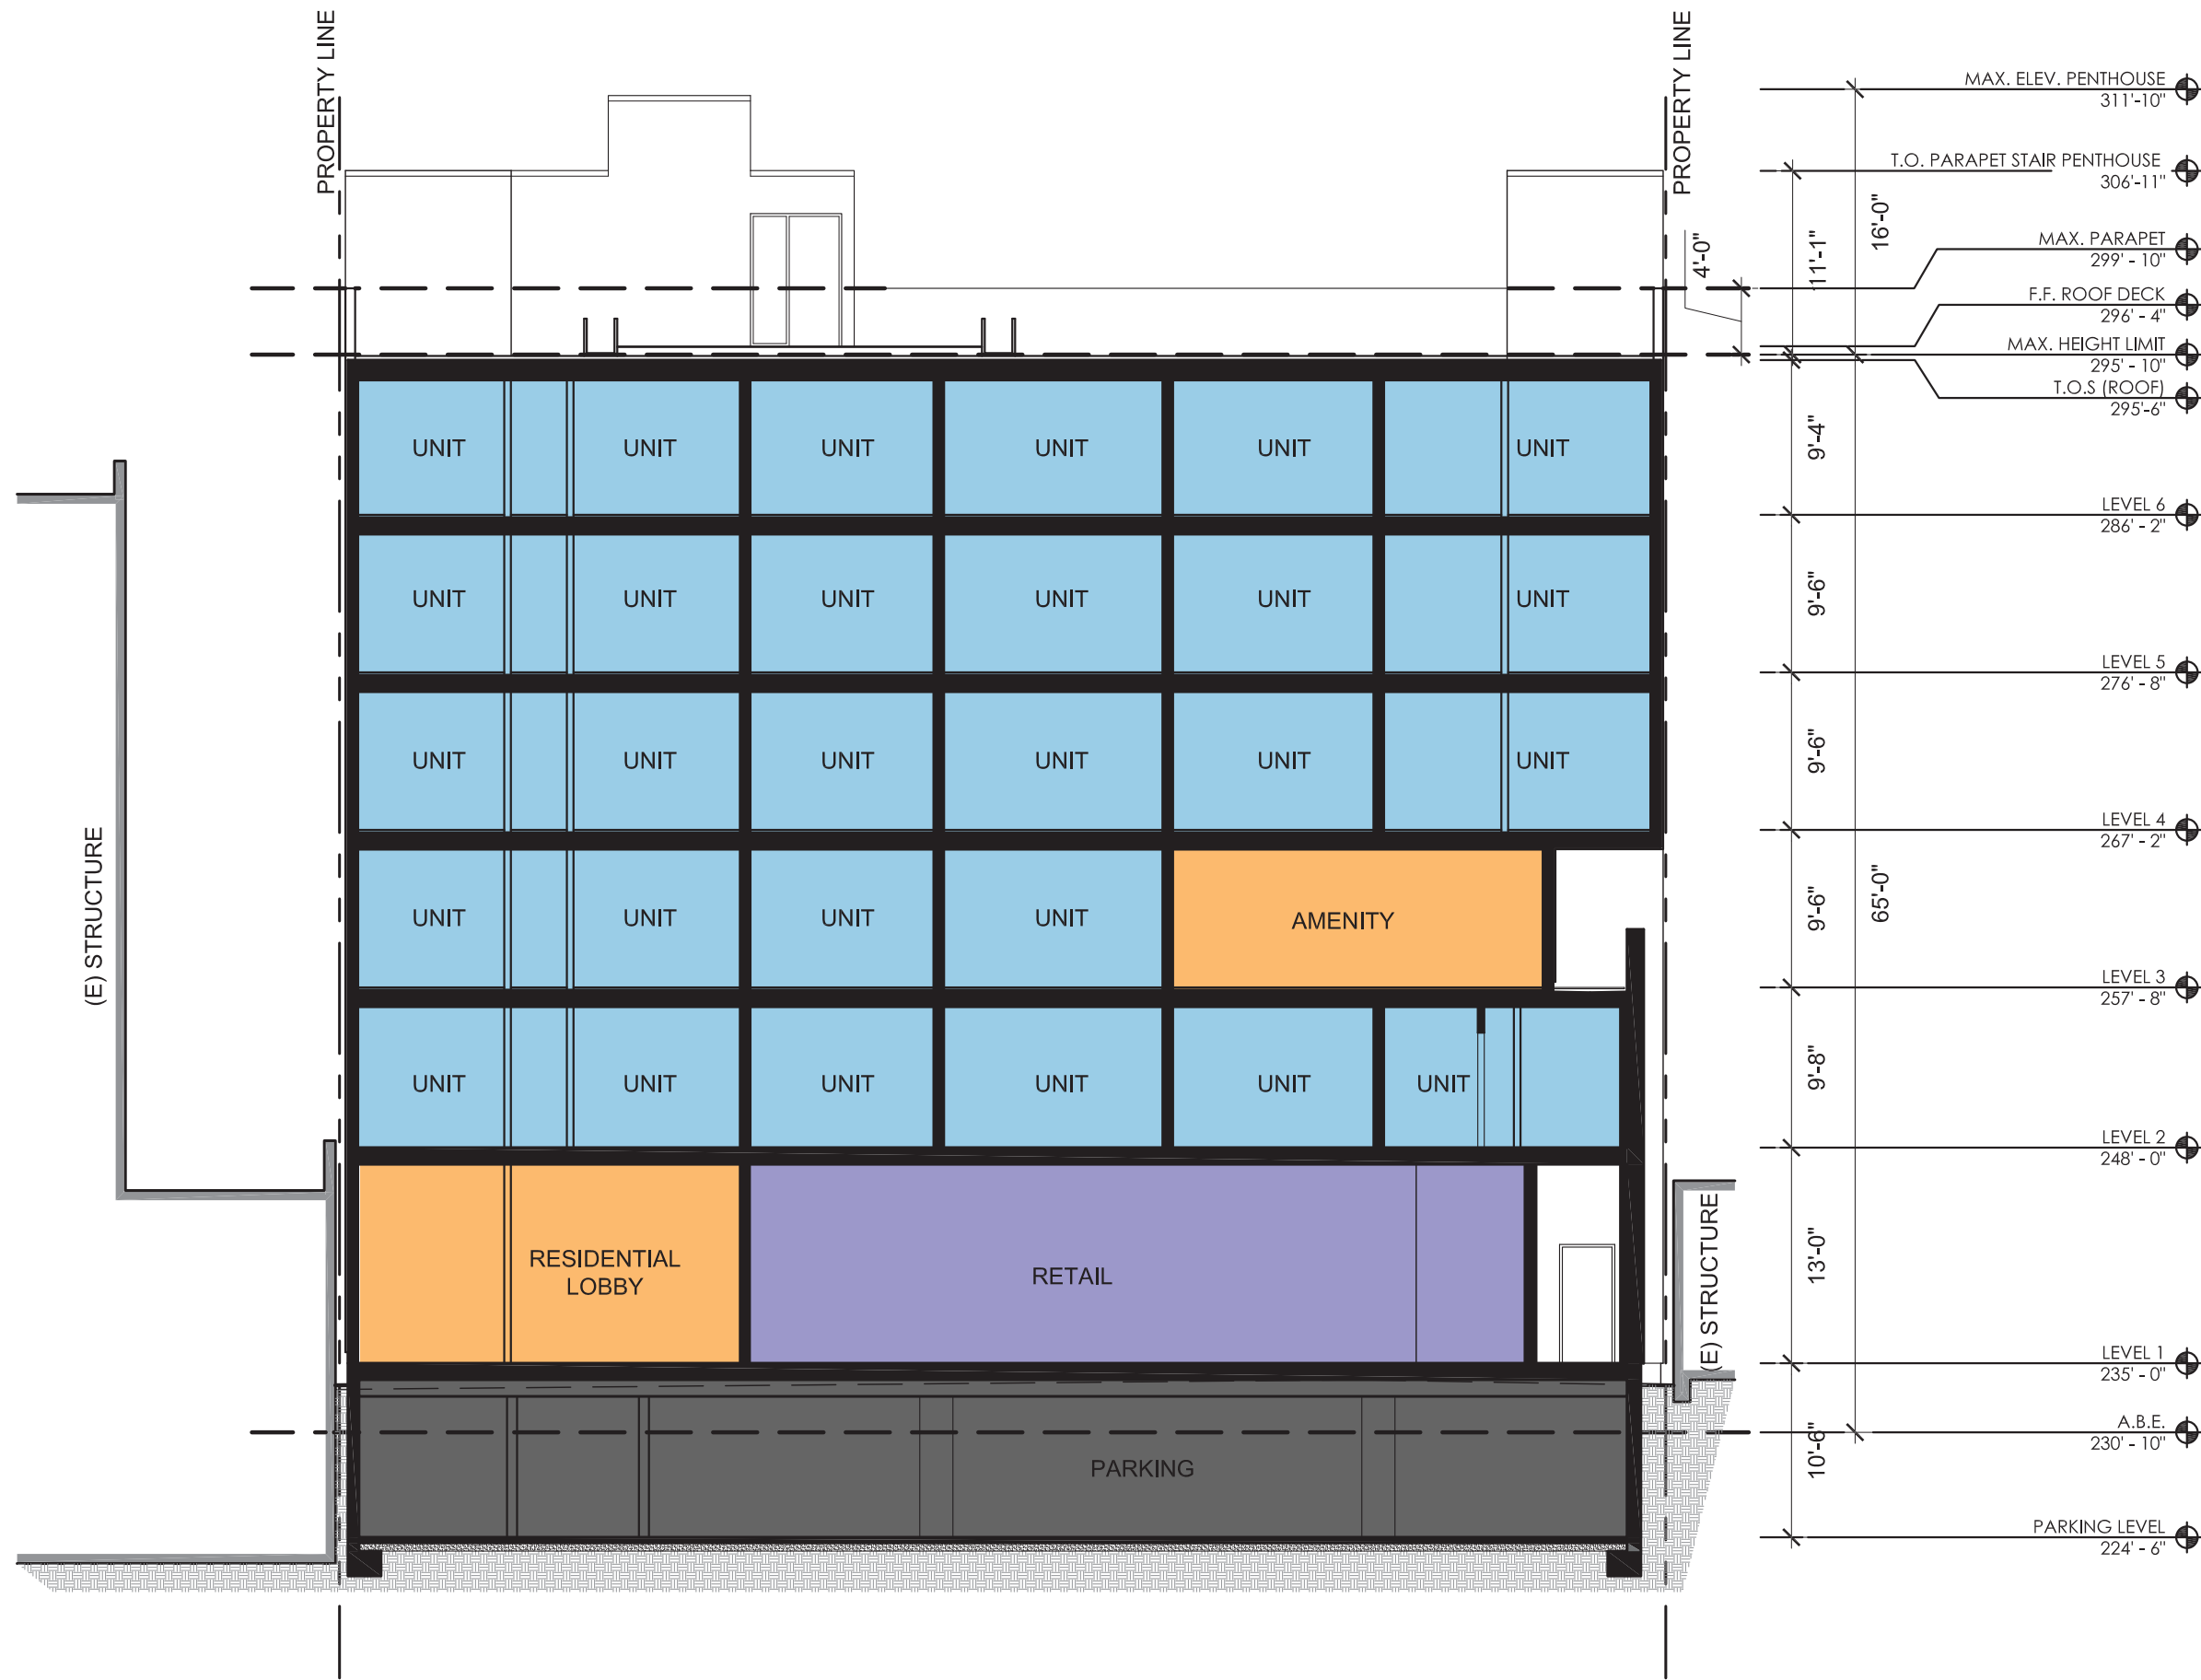 PROPERTY LINE
PROPERTY LINE
MAX. ELEV. PENTHOUSE
311'-10"
T.O. PARAPET STAIR PENTHOUSE
306'-11"
MAX. PARAPET
299' - 10"
F.F. ROOF DECK
296' - 4"
MAX. HEIGHT LIMIT
295' - 10"
T.O.S (ROOF)
295'-6"
4'-0"
11'-1"
16'-0"
UNIT UNIT UNIT UNIT UNIT UNIT
9'-4"
LEVEL 6
286' - 2"
UNIT UNIT UNIT UNIT UNIT UNIT
9'-6"
LEVEL 5
276' - 8"
UNIT UNIT UNIT UNIT UNIT UNIT
9'-6"
LEVEL 4
267' - 2"
(E) STRUCTURE
UNIT UNIT UNIT UNIT AMENITY
9'-6"
65'-0"
LEVEL 3
257' - 8"
UNIT UNIT UNIT UNIT UNIT UNIT
9'-8"
LEVEL 2
248' - 0"
RESIDENTIAL
LOBBY
RETAIL
(E) STRUCTURE
13'-0"
LEVEL 1
235' - 0"
A.B.E.
230' - 10"
PARKING
10'-6"
PARKING LEVEL
224' - 6"